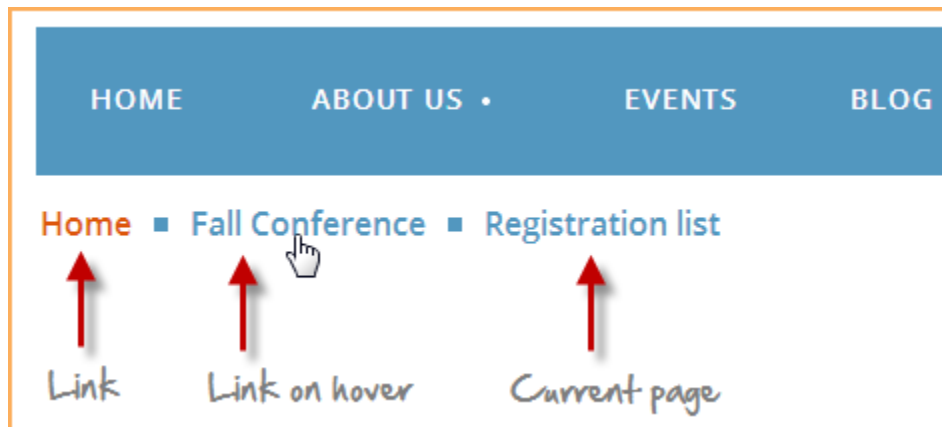 HOME ABOUT US • EVENTS BLOG
Home ▪ Fall Conference ▪ Registration list
Link Link on hover Current page